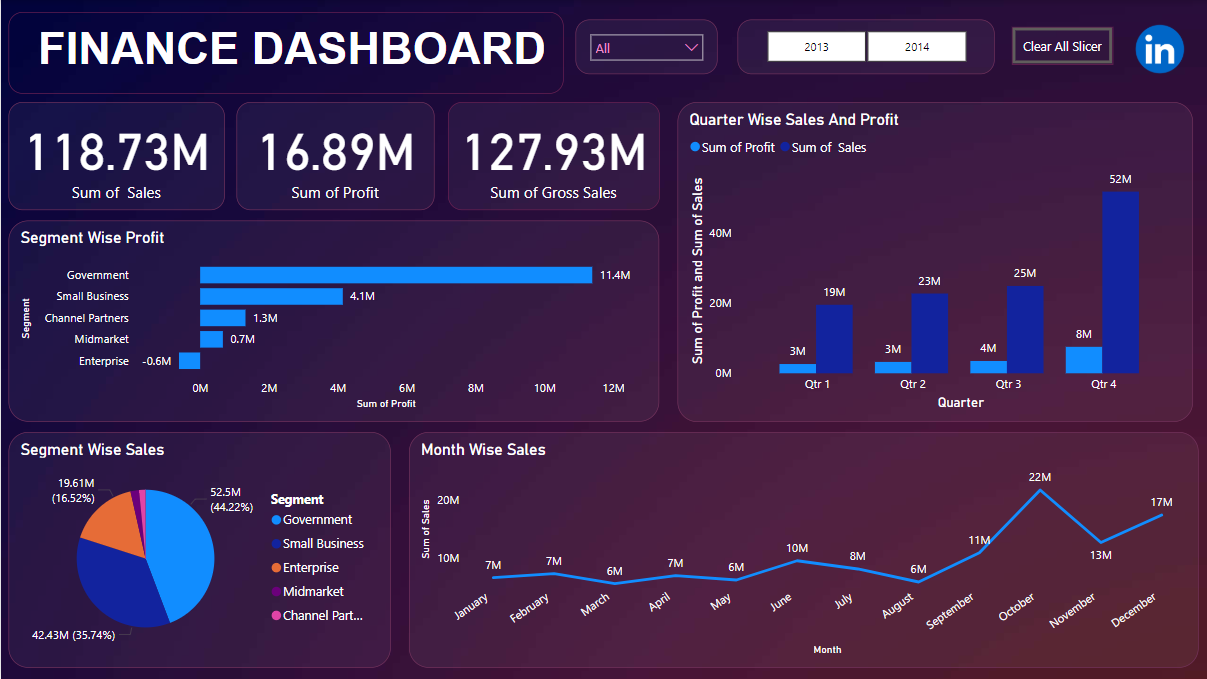 FINANCE DASHBOARD
All
2013
2014
Clear All Slicer
in
118.73M
Sum of Sales
16.89M
Sum of Profit
127.93M
Sum of Gross Sales
Quarter Wise Sales And Profit
Sum of Profit
Sum of Sales
Sum of Profit and Sum of Sales
40M
20M
0M
3M
19M
3M
23M
4M
25M
8M
52M
Qtr 1
Qtr 2
Qtr 3
Qtr 4
Quarter
Segment Wise Profit
Segment
Government
11.4M
Small Business
4.1M
Channel Partners
1.3M
Midmarket
0.7M
Enterprise
-0.6M
0M
2M
4M
6M
8M
10M
12M
Sum of Profit
Segment Wise Sales
19.61M
(16.52%)
52.5M
(44.22%)
42.43M (35.74%)
Segment
Government
Small Business
Enterprise
Midmarket
Channel Part...
Month Wise Sales
Sum of Sales
20M
10M
7M
7M
6M
7M
6M
10M
8M
6M
11M
22M
13M
17M
January
February
March
April
May
June
July
August
September
October
November
December
Month